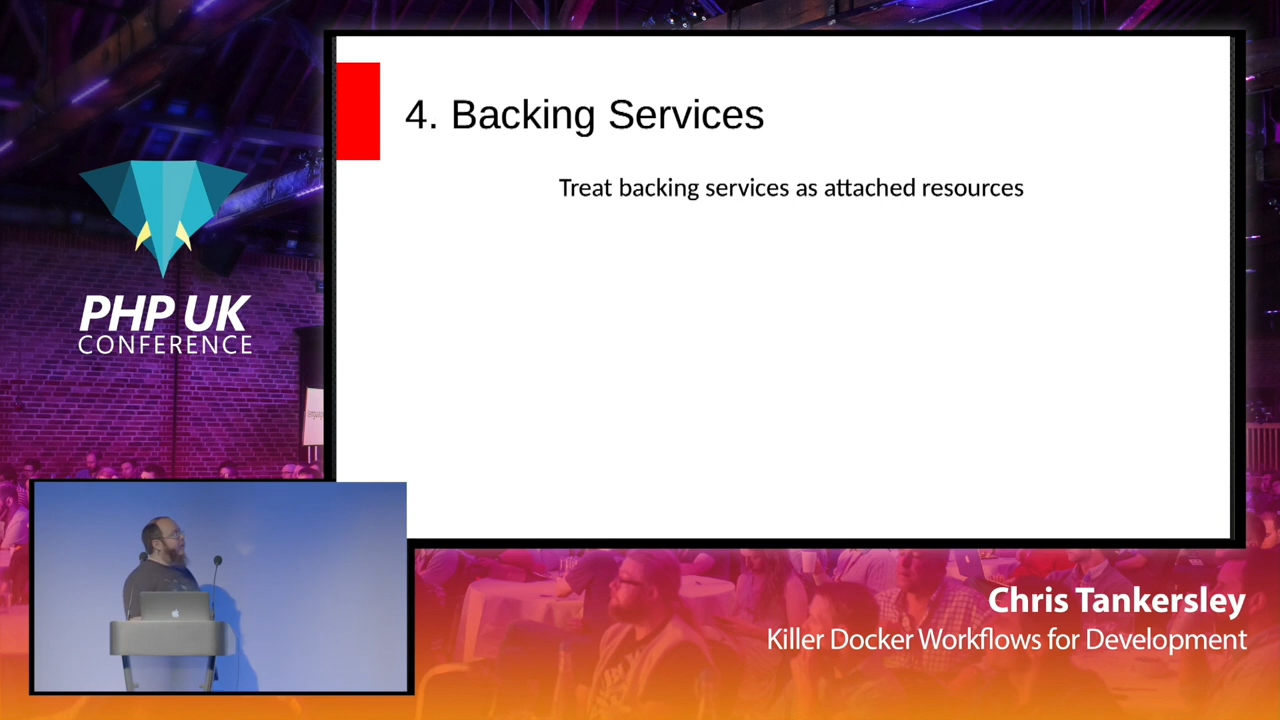 4. Backing Services
Treat backing services as attached resources
PHP UK
CONFERENCE
Chris Tankersley
Killer Docker Workflows for Development